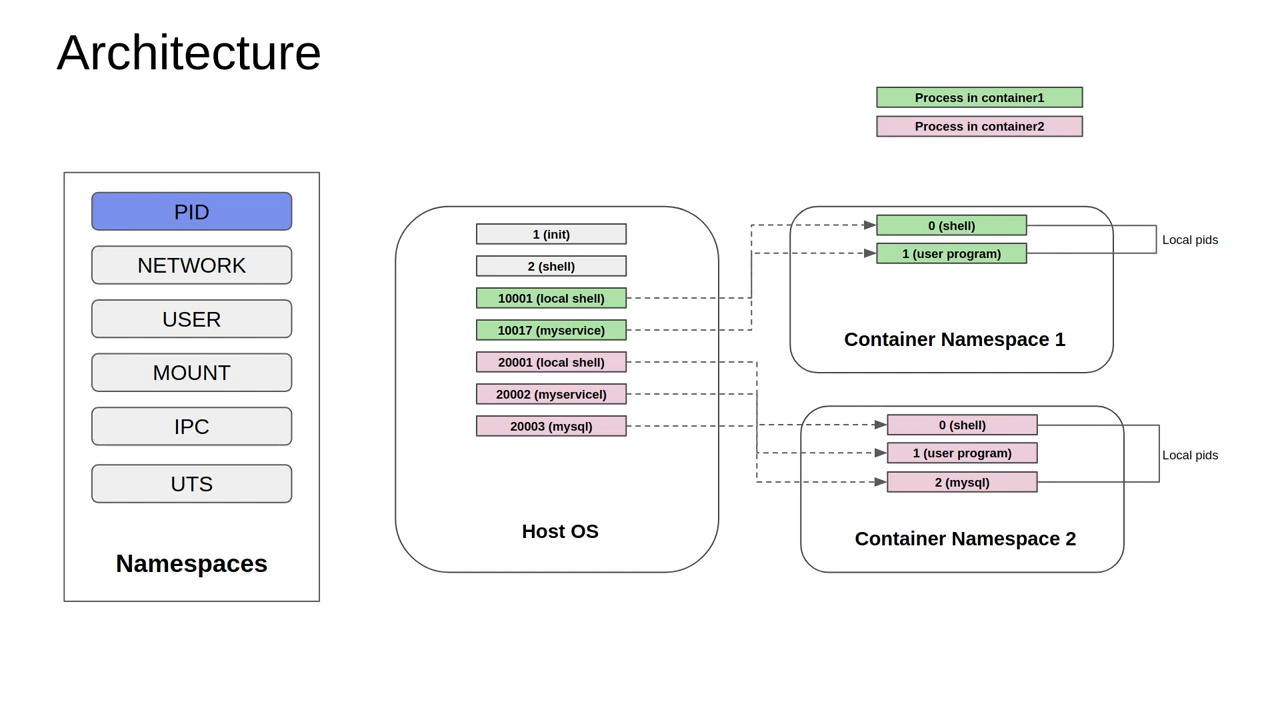 Architecture
Process in container1
Process in container2
PID
NETWORK
USER
MOUNT
IPC
UTS
Namespaces
1 (init)
2 (shell)
10001 (local shell)
10017 (myservice)
20001 (local shell)
20002 (myservicel)
20003 (mysql)
Host OS
0 (shell)
1 (user program)
Local pids
Container Namespace 1
0 (shell)
1 (user program)
2 (mysql)
Local pids
Container Namespace 2